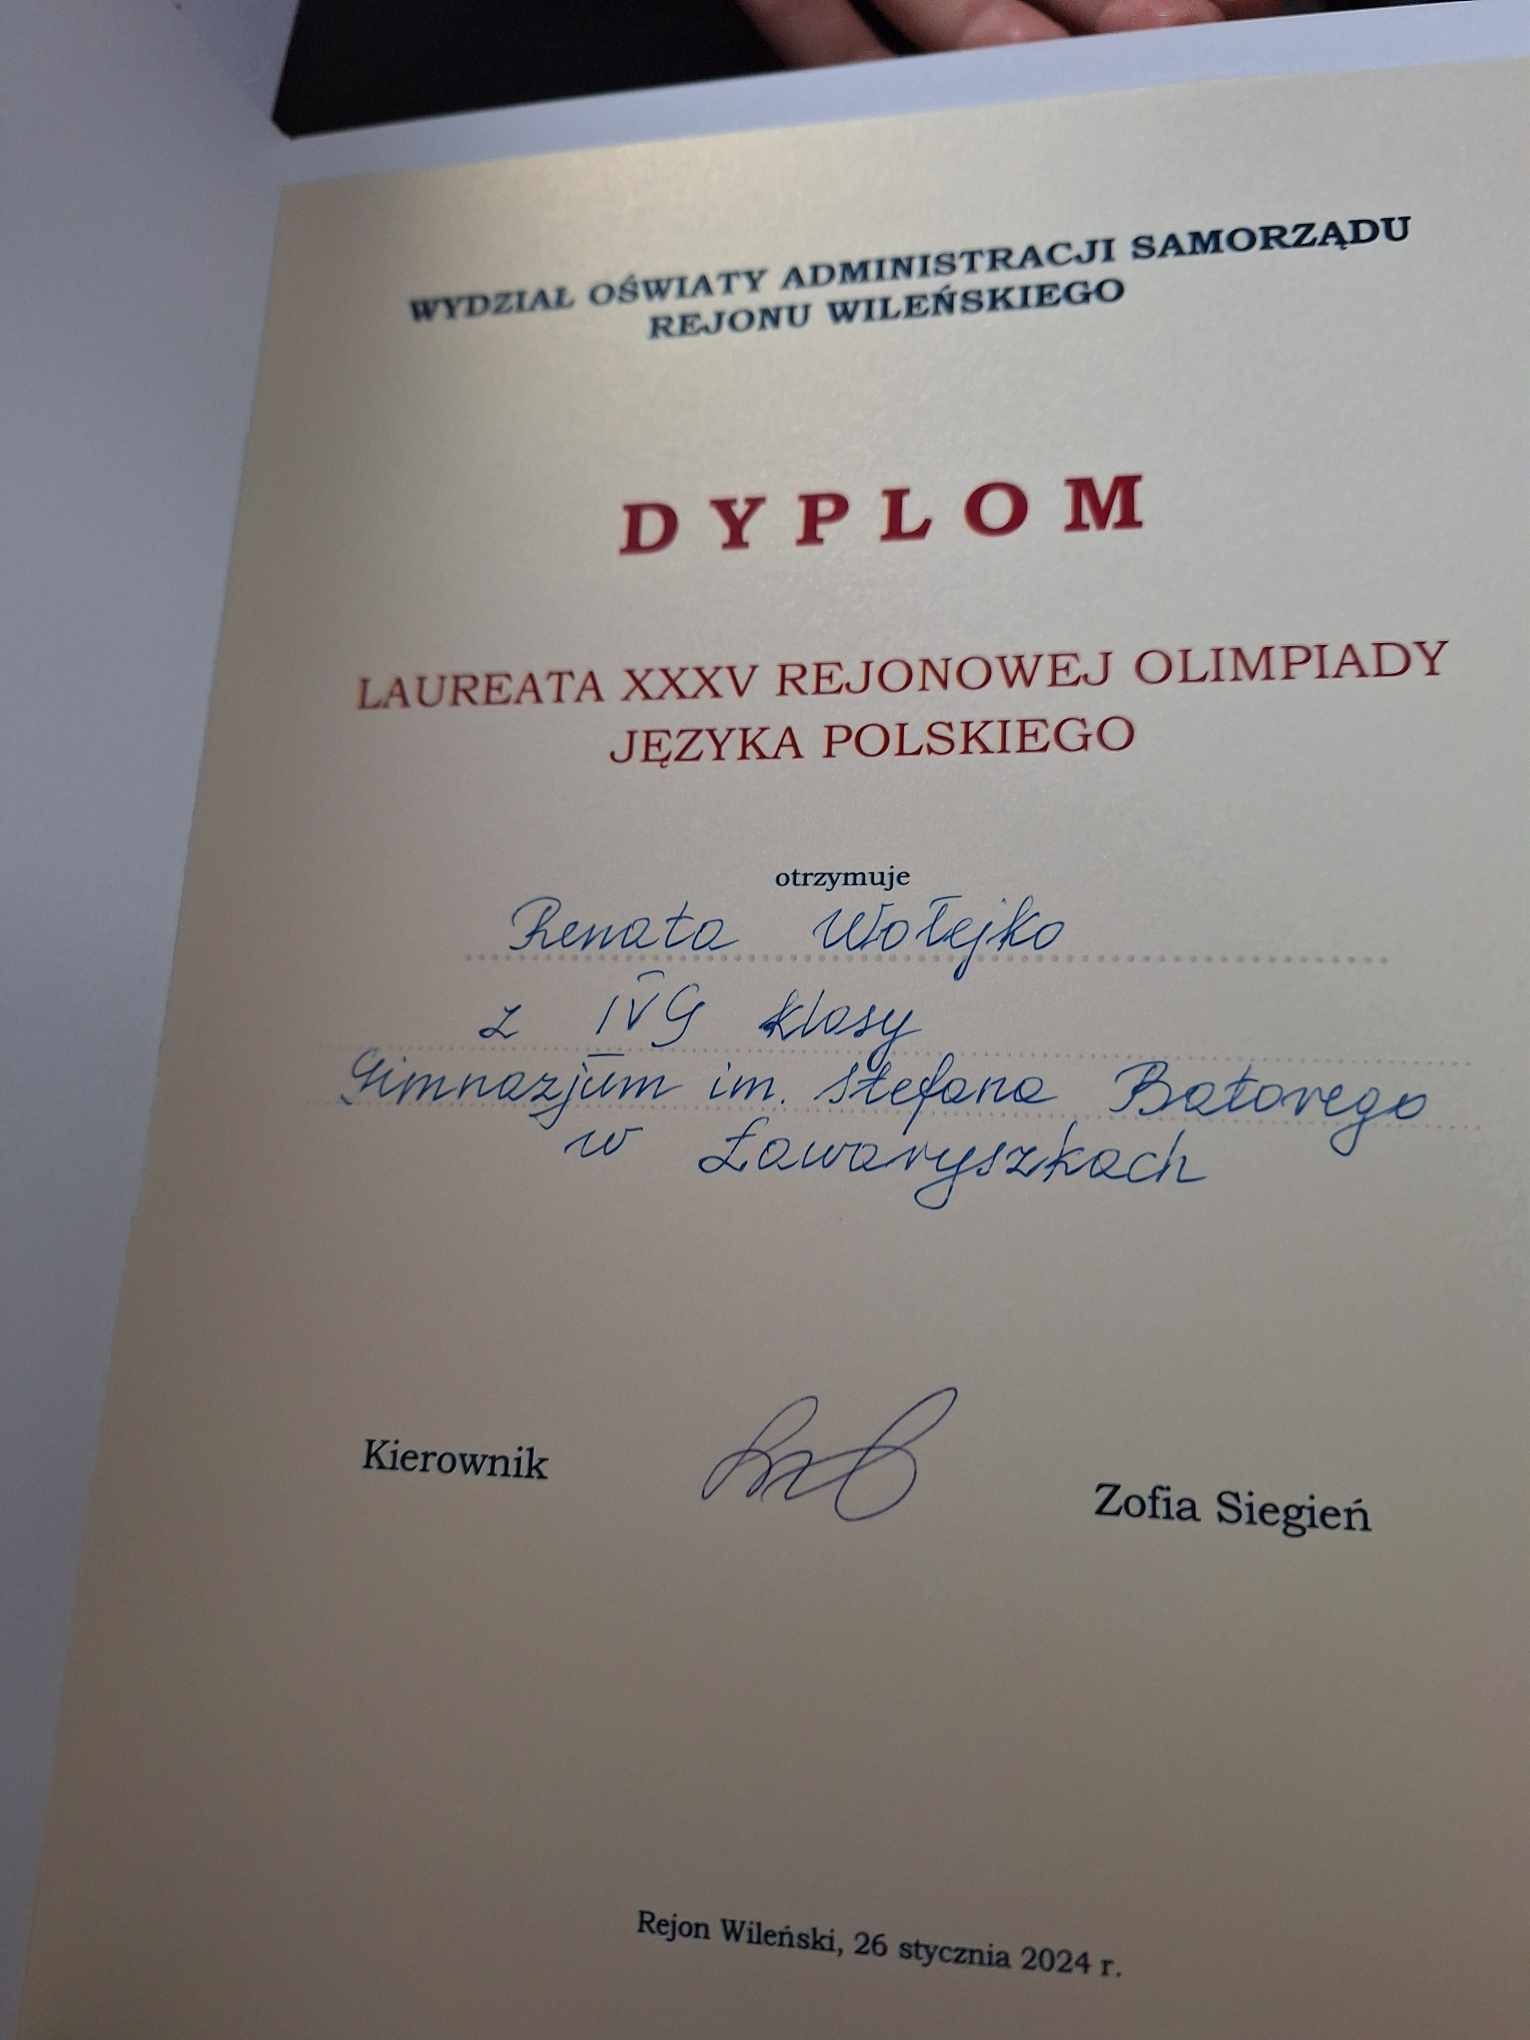 WYDZIAŁ OŚWIATY ADMINISTRACJI SAMORZĄDU
REJONU WILEŃSKIEGO
DYPLOM
LAUREATA XXXV REJONOWEJ OLIMPIADY
JĘZYKA POLSKIEGO
otrzymuje
Renata Wołejko
z IVG klasy
Gimnazjum im. Stefana Batorego
w Ławaryszkach
Kierownik
Zofia Siegień
Rejon Wileński, 26 stycznia 2024 r.